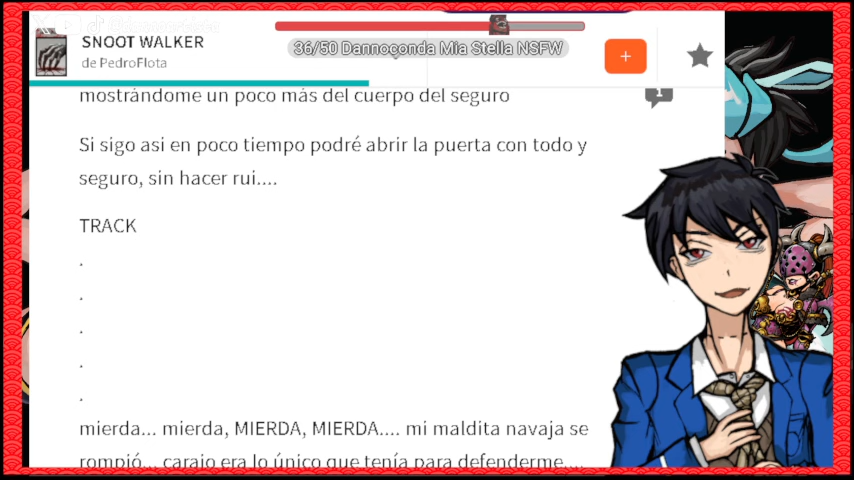 SNOOT WALKER
de PedroFlota
36/50 Dannoconda Mia Stella NSFW
+
1
mostrándome un poco más del cuerpo del seguro
Si sigo asi en poco tiempo podré abrir la puerta con todo y
seguro, sin hacer rui....
TRACK
.
.
.
.
.
mierda... mierda, MIERDA, MIERDA.... mi maldita navaja se
rompió... carajo era lo único que tenía para defenderme....